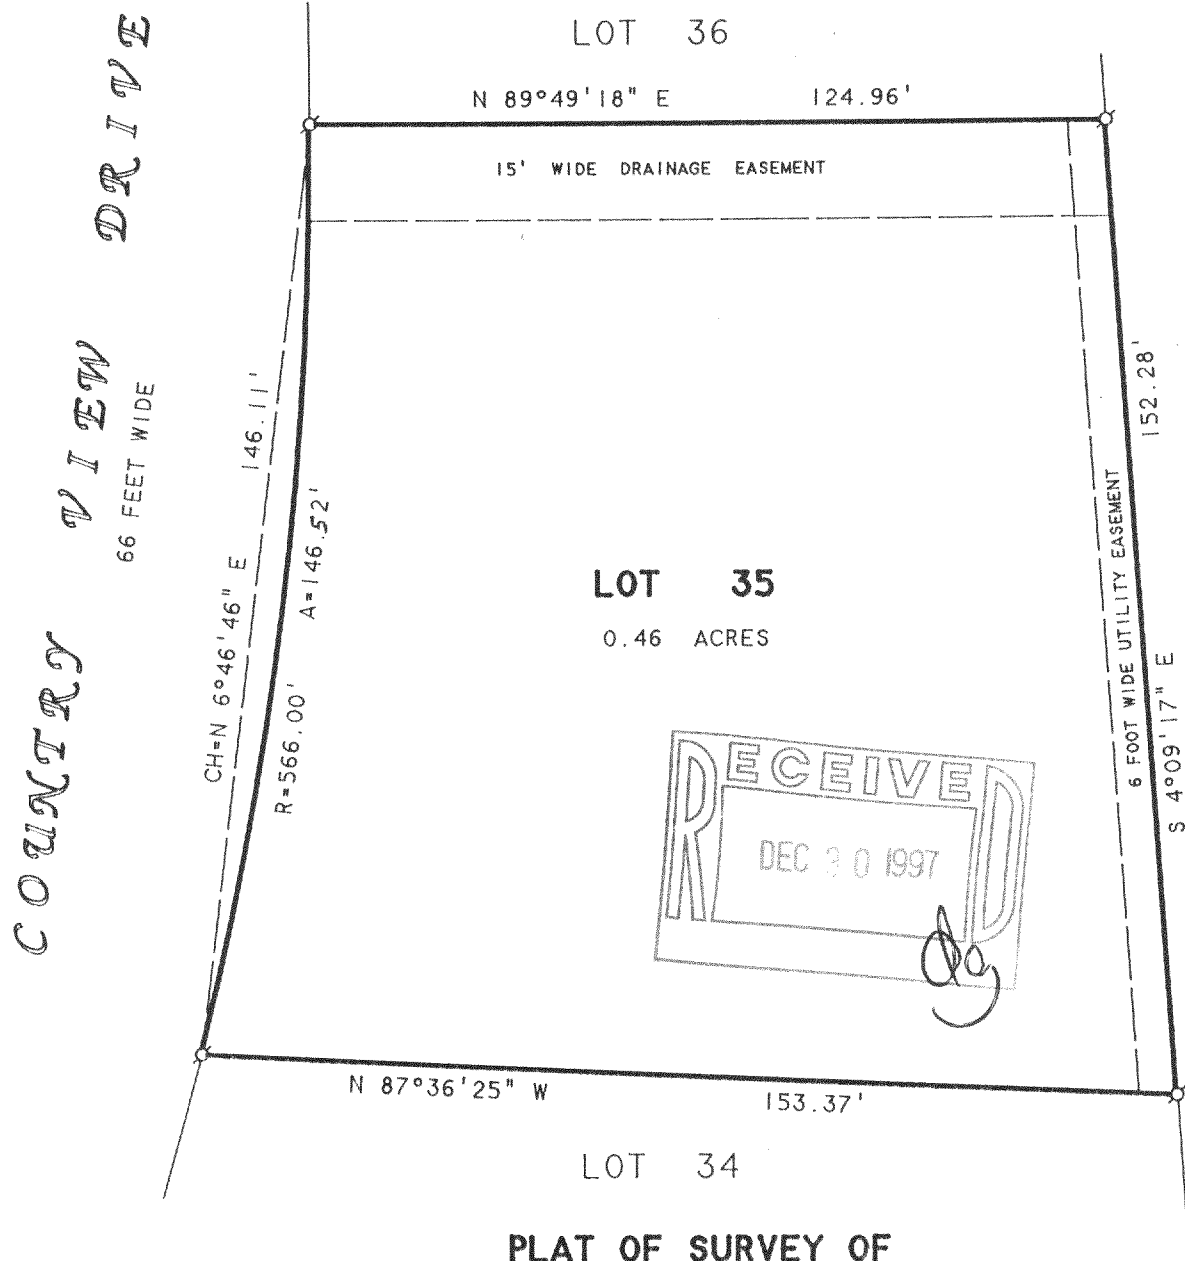 LOT 36
N 89°49'18" E 124.96'
15' WIDE DRAINAGE EASEMENT
COUNTRY VIEW DRIVE
66 FEET WIDE
CH=N 6°46'46" E 146.11'
R=566.00' A=146.52'
LOT 35
0.46 ACRES
6 FOOT WIDE UTILITY EASEMENT
S 4°09'17" E 152.28'
RECEIVED
DEC 30 1997
N 87°36'25" W 153.37'
LOT 34
PLAT OF SURVEY OF